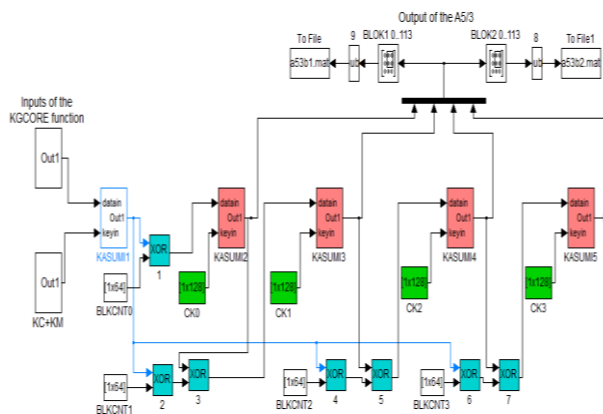 Output of the A5/3
To File 9 BLOK1 0..113 BLOK2 0..113 8 To File1
a53b1.mat ub ub a53b2.mat
Inputs of the
KGCORE function
Out1
datain Out1 keyin
KASUMI1
XOR
1
datain Out1 keyin
KASUMI2
datain Out1 keyin
KASUMI3
datain Out1 keyin
KASUMI4
datain Out1 keyin
KASUMI5
Out1
KC+KM
[1x64]
BLKCNT0
[1x128]
CK0
[1x128]
CK1
[1x128]
CK2
[1x128]
CK3
[1x64]
BLKCNT1
XOR
2
XOR
3
[1x64]
BLKCNT2
XOR
4
XOR
5
[1x64]
BLKCNT3
XOR
6
XOR
7